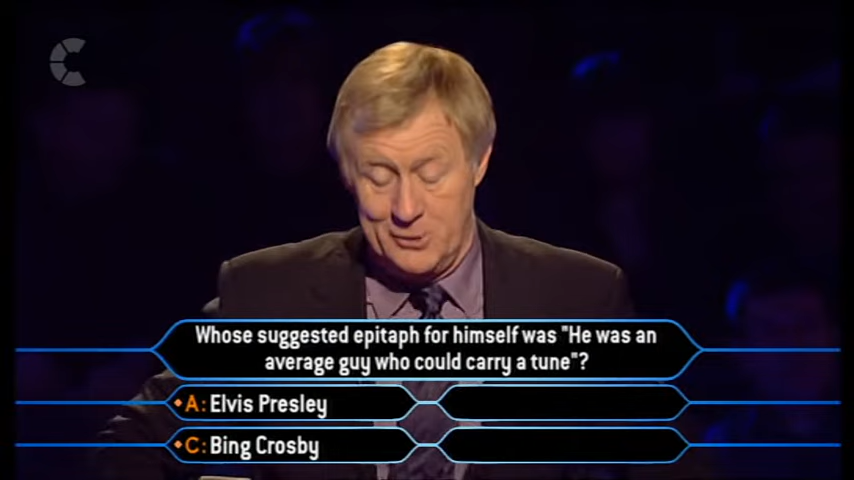 Whose suggested epitaph for himself was "He was an
average guy who could carry a tune"?
A: Elvis Presley
C: Bing Crosby